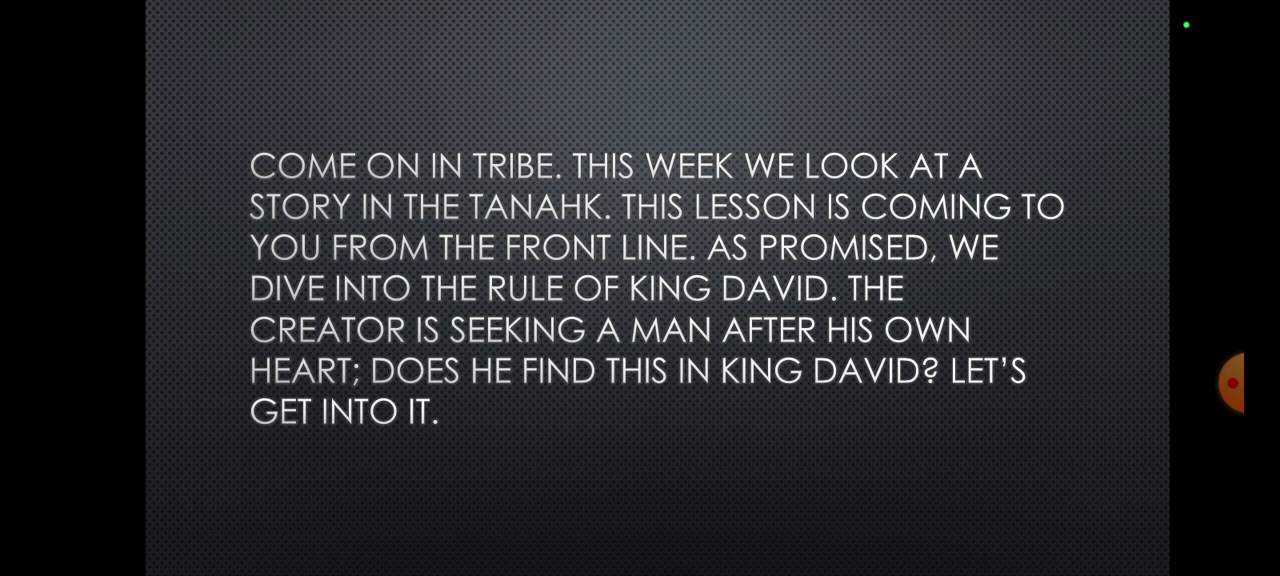 COME ON IN TRIBE. THIS WEEK WE LOOK AT A
STORY IN THE TANAHK. THIS LESSON IS COMING TO
YOU FROM THE FRONT LINE. AS PROMISED, WE
DIVE INTO THE RULE OF KING DAVID. THE
CREATOR IS SEEKING A MAN AFTER HIS OWN
HEART; DOES HE FIND THIS IN KING DAVID? LET’S
GET INTO IT.